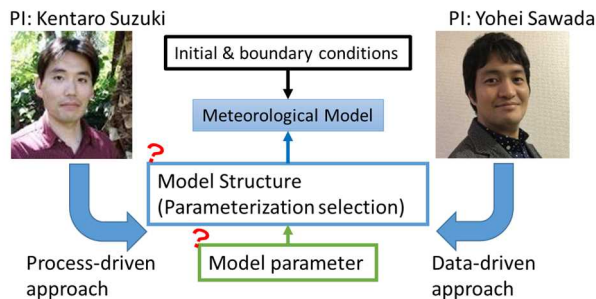 PI: Kentaro Suzuki
PI: Yohei Sawada
Initial & boundary conditions
Meteorological Model
?
Model Structure
(Parameterization selection)
?
Model parameter
Process-driven
approach
Data-driven
approach